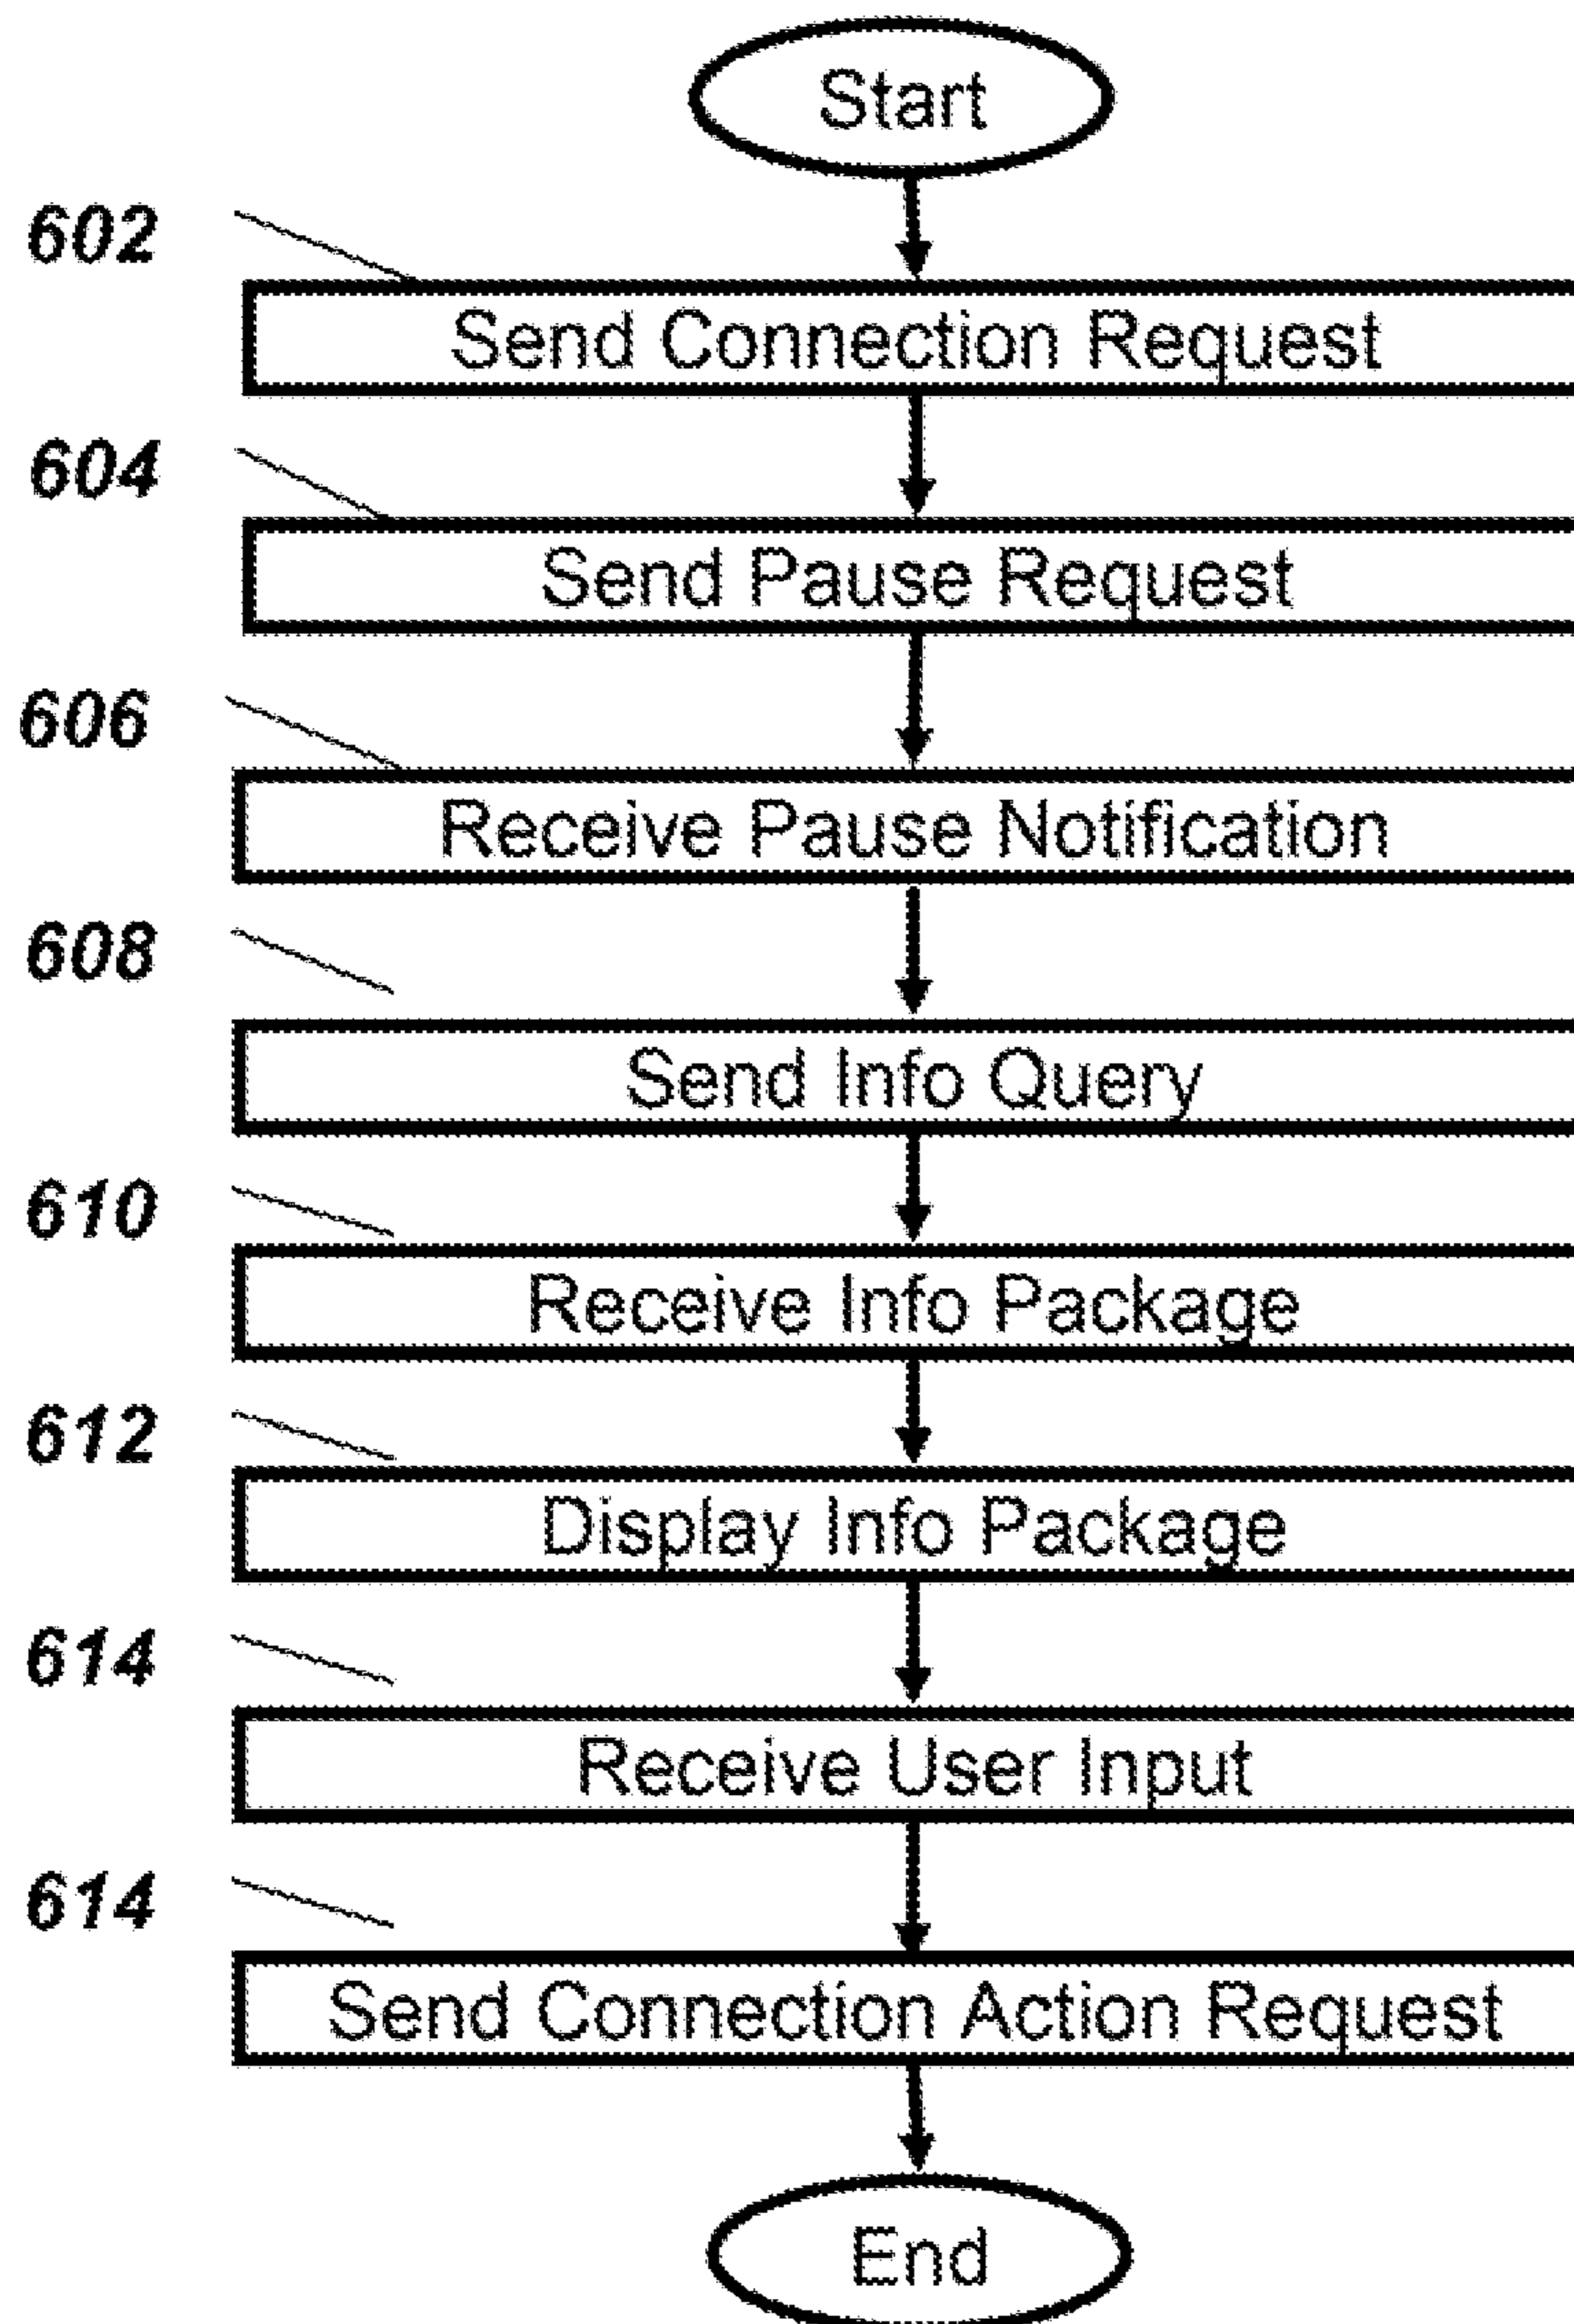 Start
602
Send Connection Request
604
Send Pause Request
606
Receive Pause Notification
608
Send Info Query
610
Receive Info Package
612
Display Info Package
614
Receive User Input
614
Send Connection Action Request
End